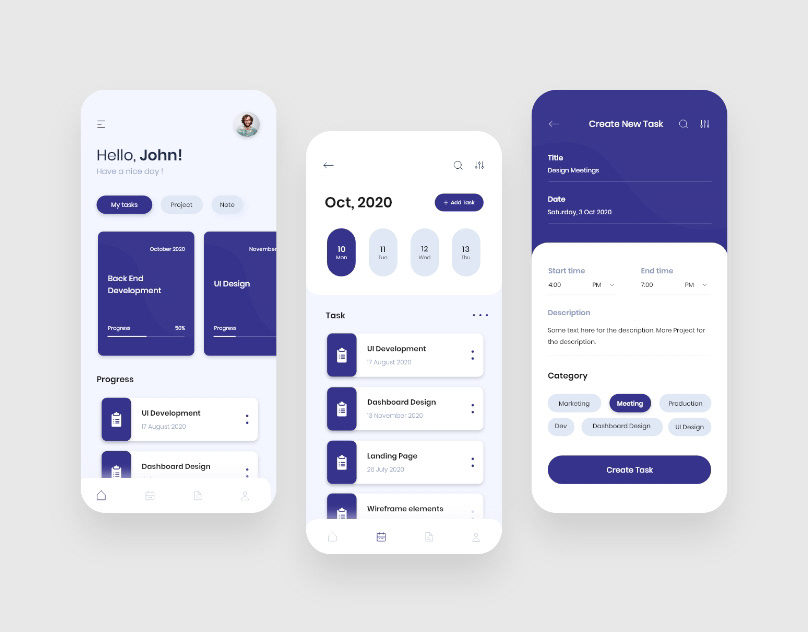 Hello, John!
Have a nice day !
My tasks
Project
Note
October 2020
Back End
Development
Progress
50%
November
UI Design
Progress
Progress
UI Development
17 August 2020
Dashboard Design
Oct, 2020
+ Add Task
10
Mon
11
Tue
12
Wed
13
Thu
Task
UI Development
17 August 2020
Dashboard Design
13 November 2020
Landing Page
28 July 2020
Wireframe elements
Create New Task
Title
Design Meetings
Date
Saturday, 3 Oct 2020
Start time
End time
4:00
PM
7:00
PM
Description
Some text here for the description. More Project for
the description.
Category
Marketing
Meeting
Production
Dev
Dashboard Design
UI Design
Create Task